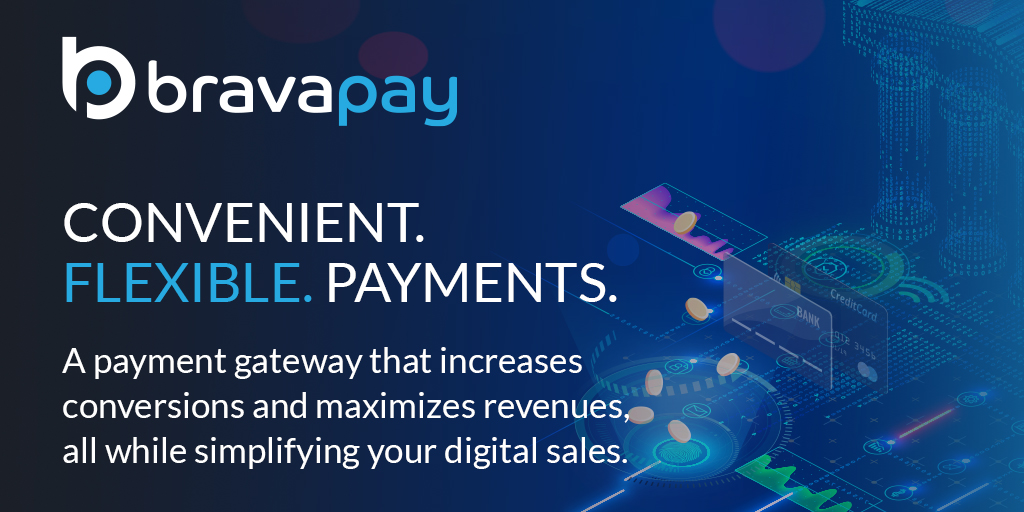 bravapay
CONVENIENT.
FLEXIBLE. PAYMENTS.
A payment gateway that increases
conversions and maximizes revenues,
all while simplifying your digital sales.
CreditCard
BANK